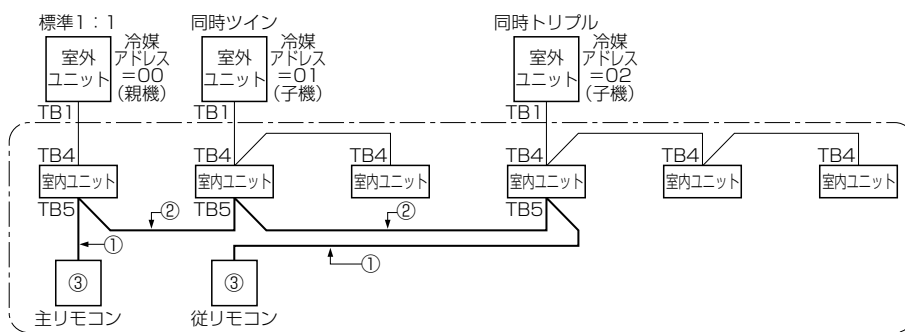 標準1：1
室外
ユニット
冷媒
アドレス
=00
(親機)
TB1
同時ツイン
室外
ユニット
冷媒
アドレス
=01
(子機)
TB1
同時トリプル
室外
ユニット
冷媒
アドレス
=02
(子機)
TB1
TB4
室内ユニット
TB5
TB4
室内ユニット
TB5
TB4
室内ユニット
TB4
室内ユニット
TB5
TB4
室内ユニット
TB4
室内ユニット
②
②
①
①
③
主リモコン
③
従リモコン